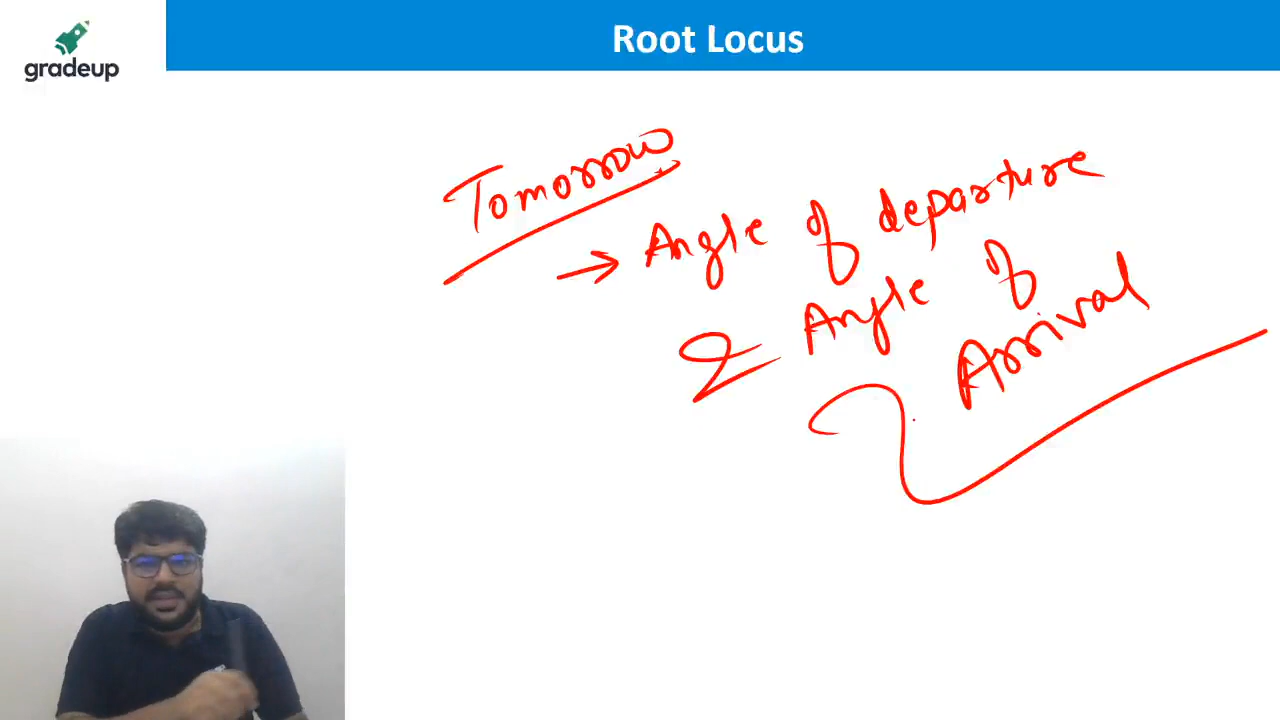 gradeup
Root Locus
Tomorrow
→ Angle of departure
& Angle of
Arrival